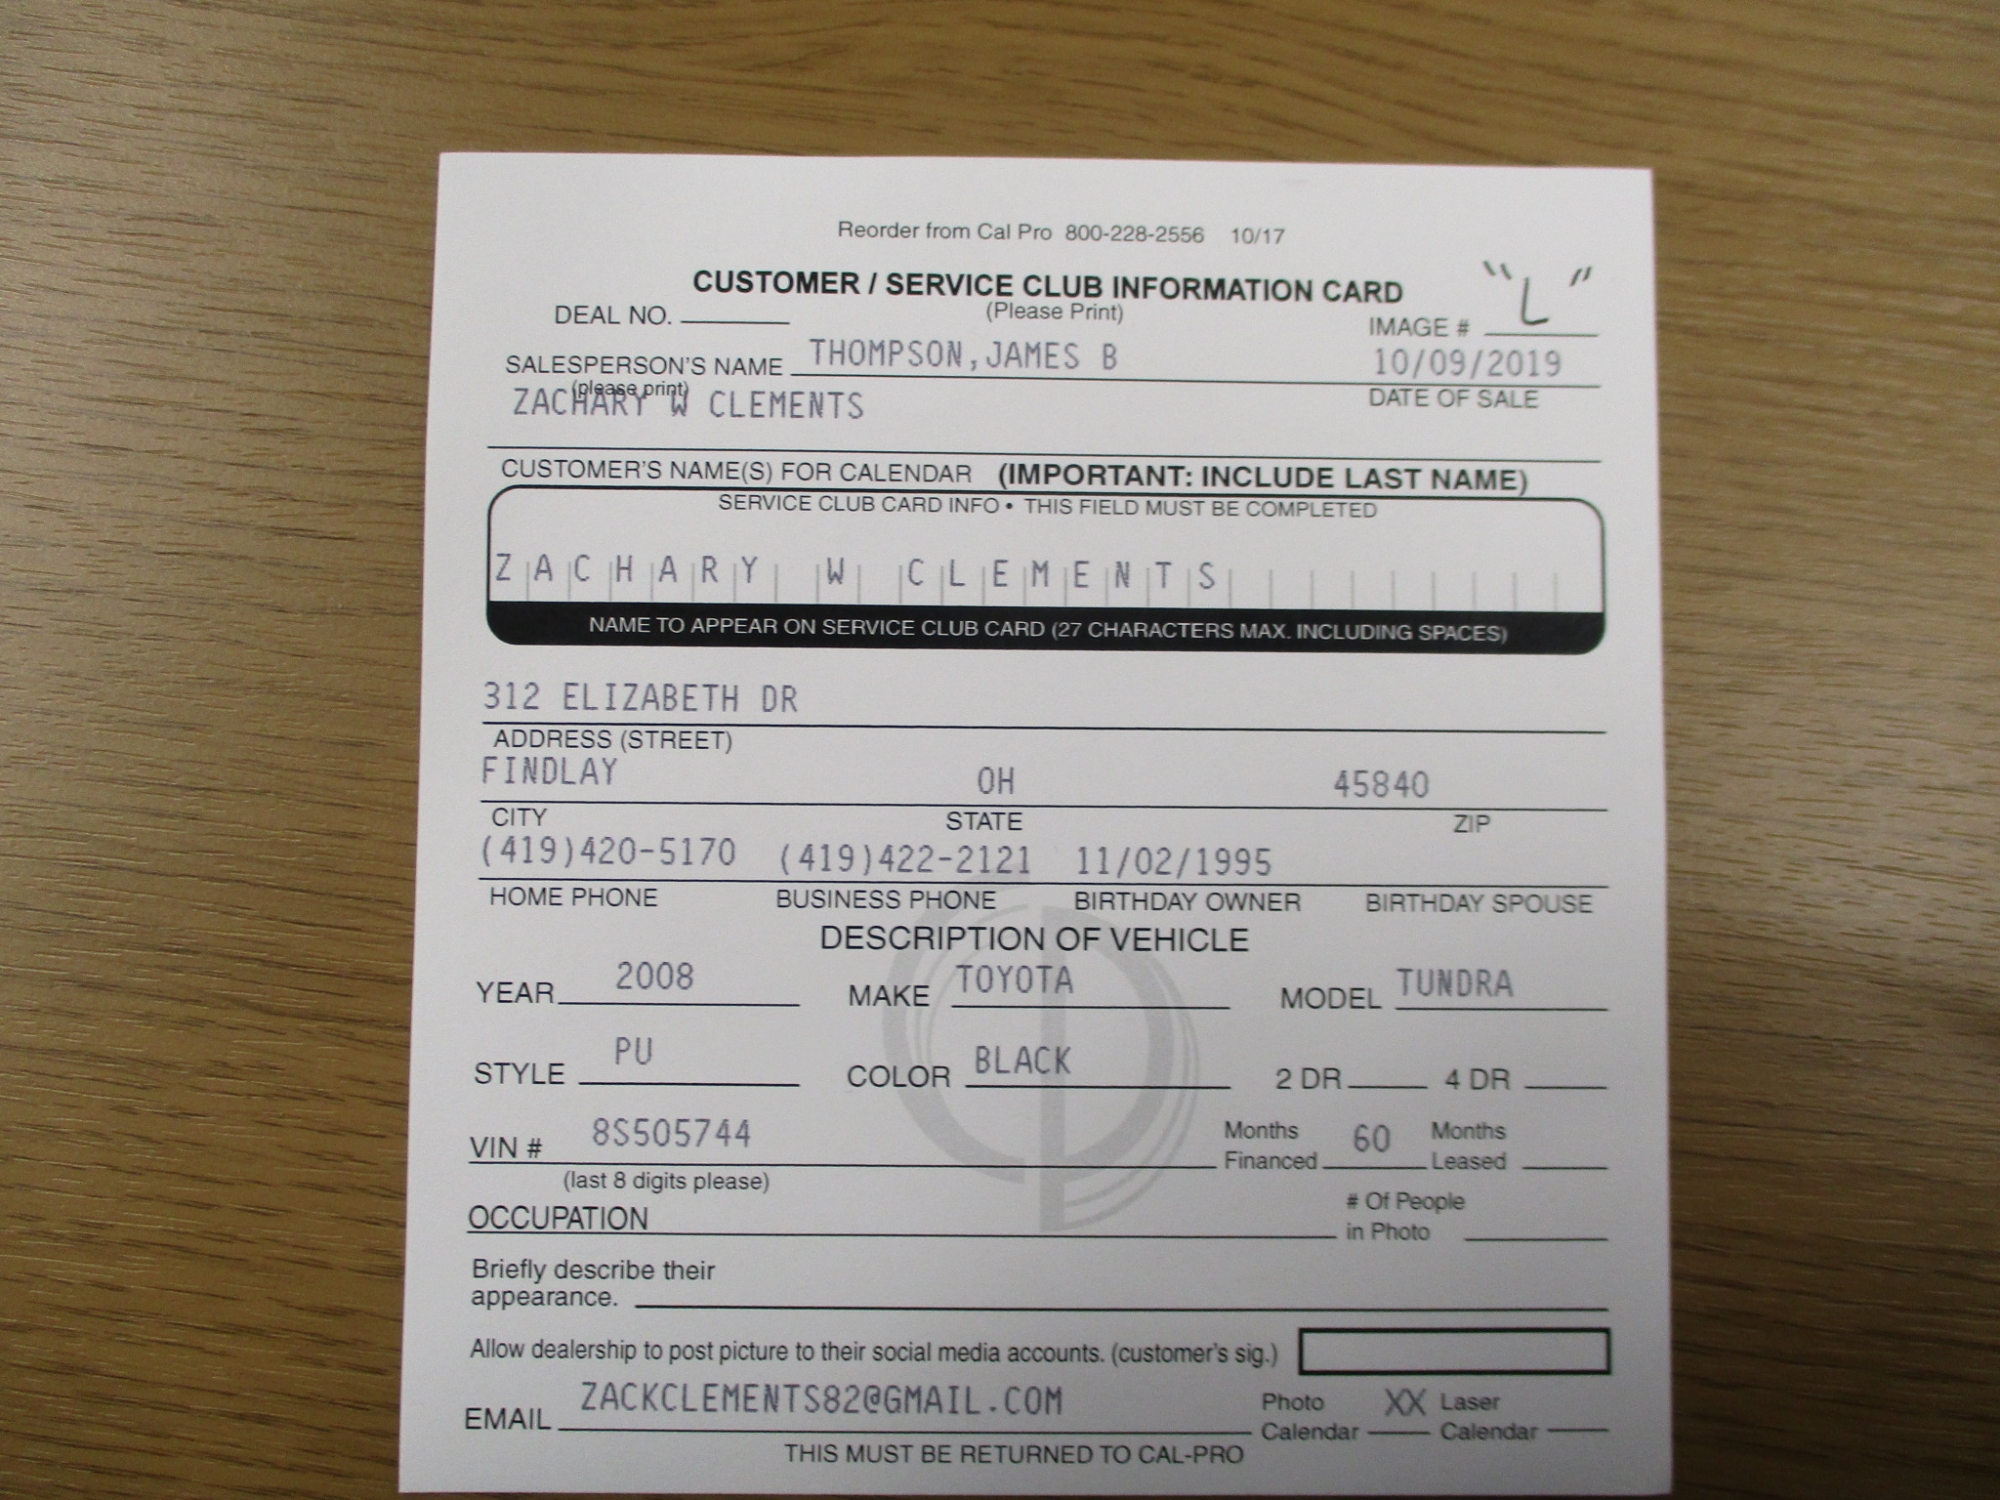 Reorder from Cal Pro 800-228-2556 10/17
CUSTOMER / SERVICE CLUB INFORMATION CARD
(Please Print)
DEAL NO.
IMAGE # "L"
SALESPERSON'S NAME THOMPSON,JAMES B 10/09/2019
(please print)
DATE OF SALE
ZACHARY W CLEMENTS
CUSTOMER'S NAME(S) FOR CALENDAR (IMPORTANT: INCLUDE LAST NAME)
SERVICE CLUB CARD INFO • THIS FIELD MUST BE COMPLETED
ZACHARY W CLEMENTS
NAME TO APPEAR ON SERVICE CLUB CARD (27 CHARACTERS MAX. INCLUDING SPACES)
312 ELIZABETH DR
ADDRESS (STREET)
FINDLAY OH 45840
CITY STATE ZIP
(419)420-5170 (419)422-2121 11/02/1995
HOME PHONE BUSINESS PHONE BIRTHDAY OWNER BIRTHDAY SPOUSE
DESCRIPTION OF VEHICLE
YEAR 2008 MAKE TOYOTA MODEL TUNDRA
STYLE PU COLOR BLACK 2 DR 4 DR
VIN # 8S505744 Months Financed 60 Months Leased
(last 8 digits please)
OCCUPATION # Of People in Photo
Briefly describe their
appearance.
Allow dealership to post picture to their social media accounts. (customer's sig.)
EMAIL ZACKCLEMENTS82@GMAIL.COM Photo Calendar XX Laser Calendar
THIS MUST BE RETURNED TO CAL-PRO